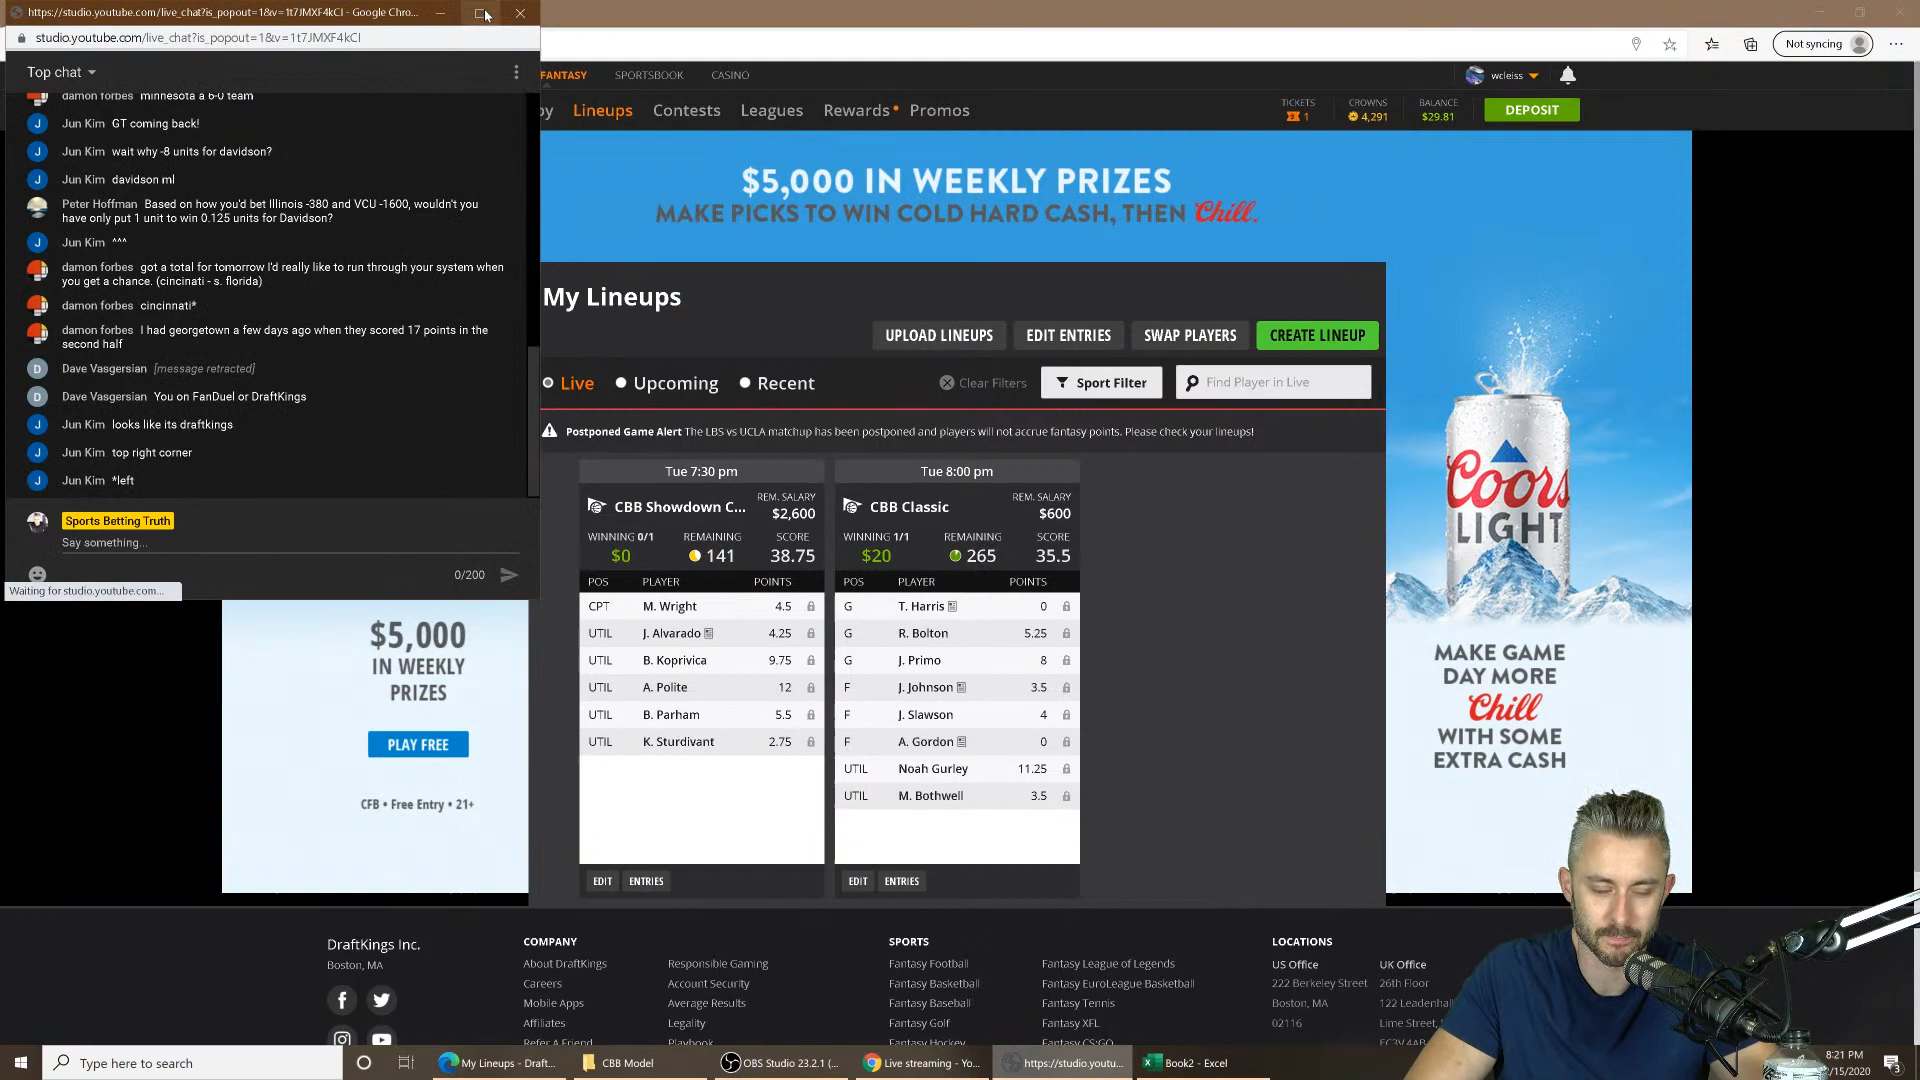 https://studio.youtube.com/live_chat?is_popout=1&v=1t7JMXF4kCI - Google Chro...
studio.youtube.com/live_chat?is_popout=1&v=1t7JMXF4kCI
Top chat
damon forbes minnesota a 6-0 team
Jun Kim GT coming back!
Jun Kim wait why -8 units for davidson?
Jun Kim davidson ml
Peter Hoffman Based on how you'd bet Illinois -380 and VCU -1600, wouldn't you
have only put 1 unit to win 0.125 units for Davidson?
Jun Kim ^^^
damon forbes got a total for tomorrow I'd really like to run through your system when
you get a chance. (cincinati - s. florida)
damon forbes cincinnati*
damon forbes I had georgetown a few days ago when they scored 17 points in the
second half
Dave Vasgersian [message retracted]
Dave Vasgersian You on FanDuel or DraftKings
Jun Kim looks like its draftkings
Jun Kim top right corner
Jun Kim *left
Sports Betting Truth
Say something...
0/200
Waiting for studio.youtube.com...
Not syncing
FANTASY SPORTSBOOK CASINO
wcleiss
by Lineups Contests Leagues Rewards Promos
TICKETS CROWNS BALANCE
1 4,291 $29.81
DEPOSIT
$5,000 IN WEEKLY PRIZES
MAKE PICKS TO WIN COLD HARD CASH, THEN Chill.
My Lineups
UPLOAD LINEUPS EDIT ENTRIES SWAP PLAYERS CREATE LINEUP
Live Upcoming Recent Clear Filters Sport Filter Find Player in Live
Postponed Game Alert The LBS vs UCLA matchup has been postponed and players will not accrue fantasy points. Please check your lineups!
Tue 7:30 pm
CBB Showdown C...
REM. SALARY
$2,600
WINNING 0/1 REMAINING SCORE
$0 141 38.75
POS PLAYER POINTS
CPT M. Wright 4.5
UTIL J. Alvarado 4.25
UTIL B. Koprivica 9.75
UTIL A. Polite 12
UTIL B. Parham 5.5
UTIL K. Sturdivant 2.75
EDIT ENTRIES
Tue 8:00 pm
CBB Classic
REM. SALARY
$600
WINNING 1/1 REMAINING SCORE
$20 265 35.5
POS PLAYER POINTS
G T. Harris 0
G R. Bolton 5.25
G J. Primo 8
F J. Johnson 3.5
F J. Slawson 4
F A. Gordon 0
UTIL Noah Gurley 11.25
UTIL M. Bothwell 3.5
EDIT ENTRIES
$5,000
IN WEEKLY
PRIZES
PLAY FREE
CFB • Free Entry • 21+
Coors
LIGHT
MAKE GAME
DAY MORE
Chill
WITH SOME
EXTRA CASH
DraftKings Inc.
Boston, MA
COMPANY
About DraftKings
Careers
Mobile Apps
Affiliates
Refer A Friend
Responsible Gaming
Account Security
Average Results
Legality
Playbook
SPORTS
Fantasy Football
Fantasy Basketball
Fantasy Baseball
Fantasy Golf
Fantasy Hockey
Fantasy League of Legends
Fantasy EuroLeague Basketball
Fantasy Tennis
Fantasy XFL
Fantasy CS:GO
LOCATIONS
US Office
222 Berkeley Street
Boston, MA
02116
UK Office
26th Floor
122 Leadenhall
Lime Street,
EC3V 4AB
Type here to search
My Lineups - Draft...
CBB Model
OBS Studio 23.2.1 (...
Live streaming - Yo...
https://studio.youtu...
Book2 - Excel
8:21 PM
/15/2020
3